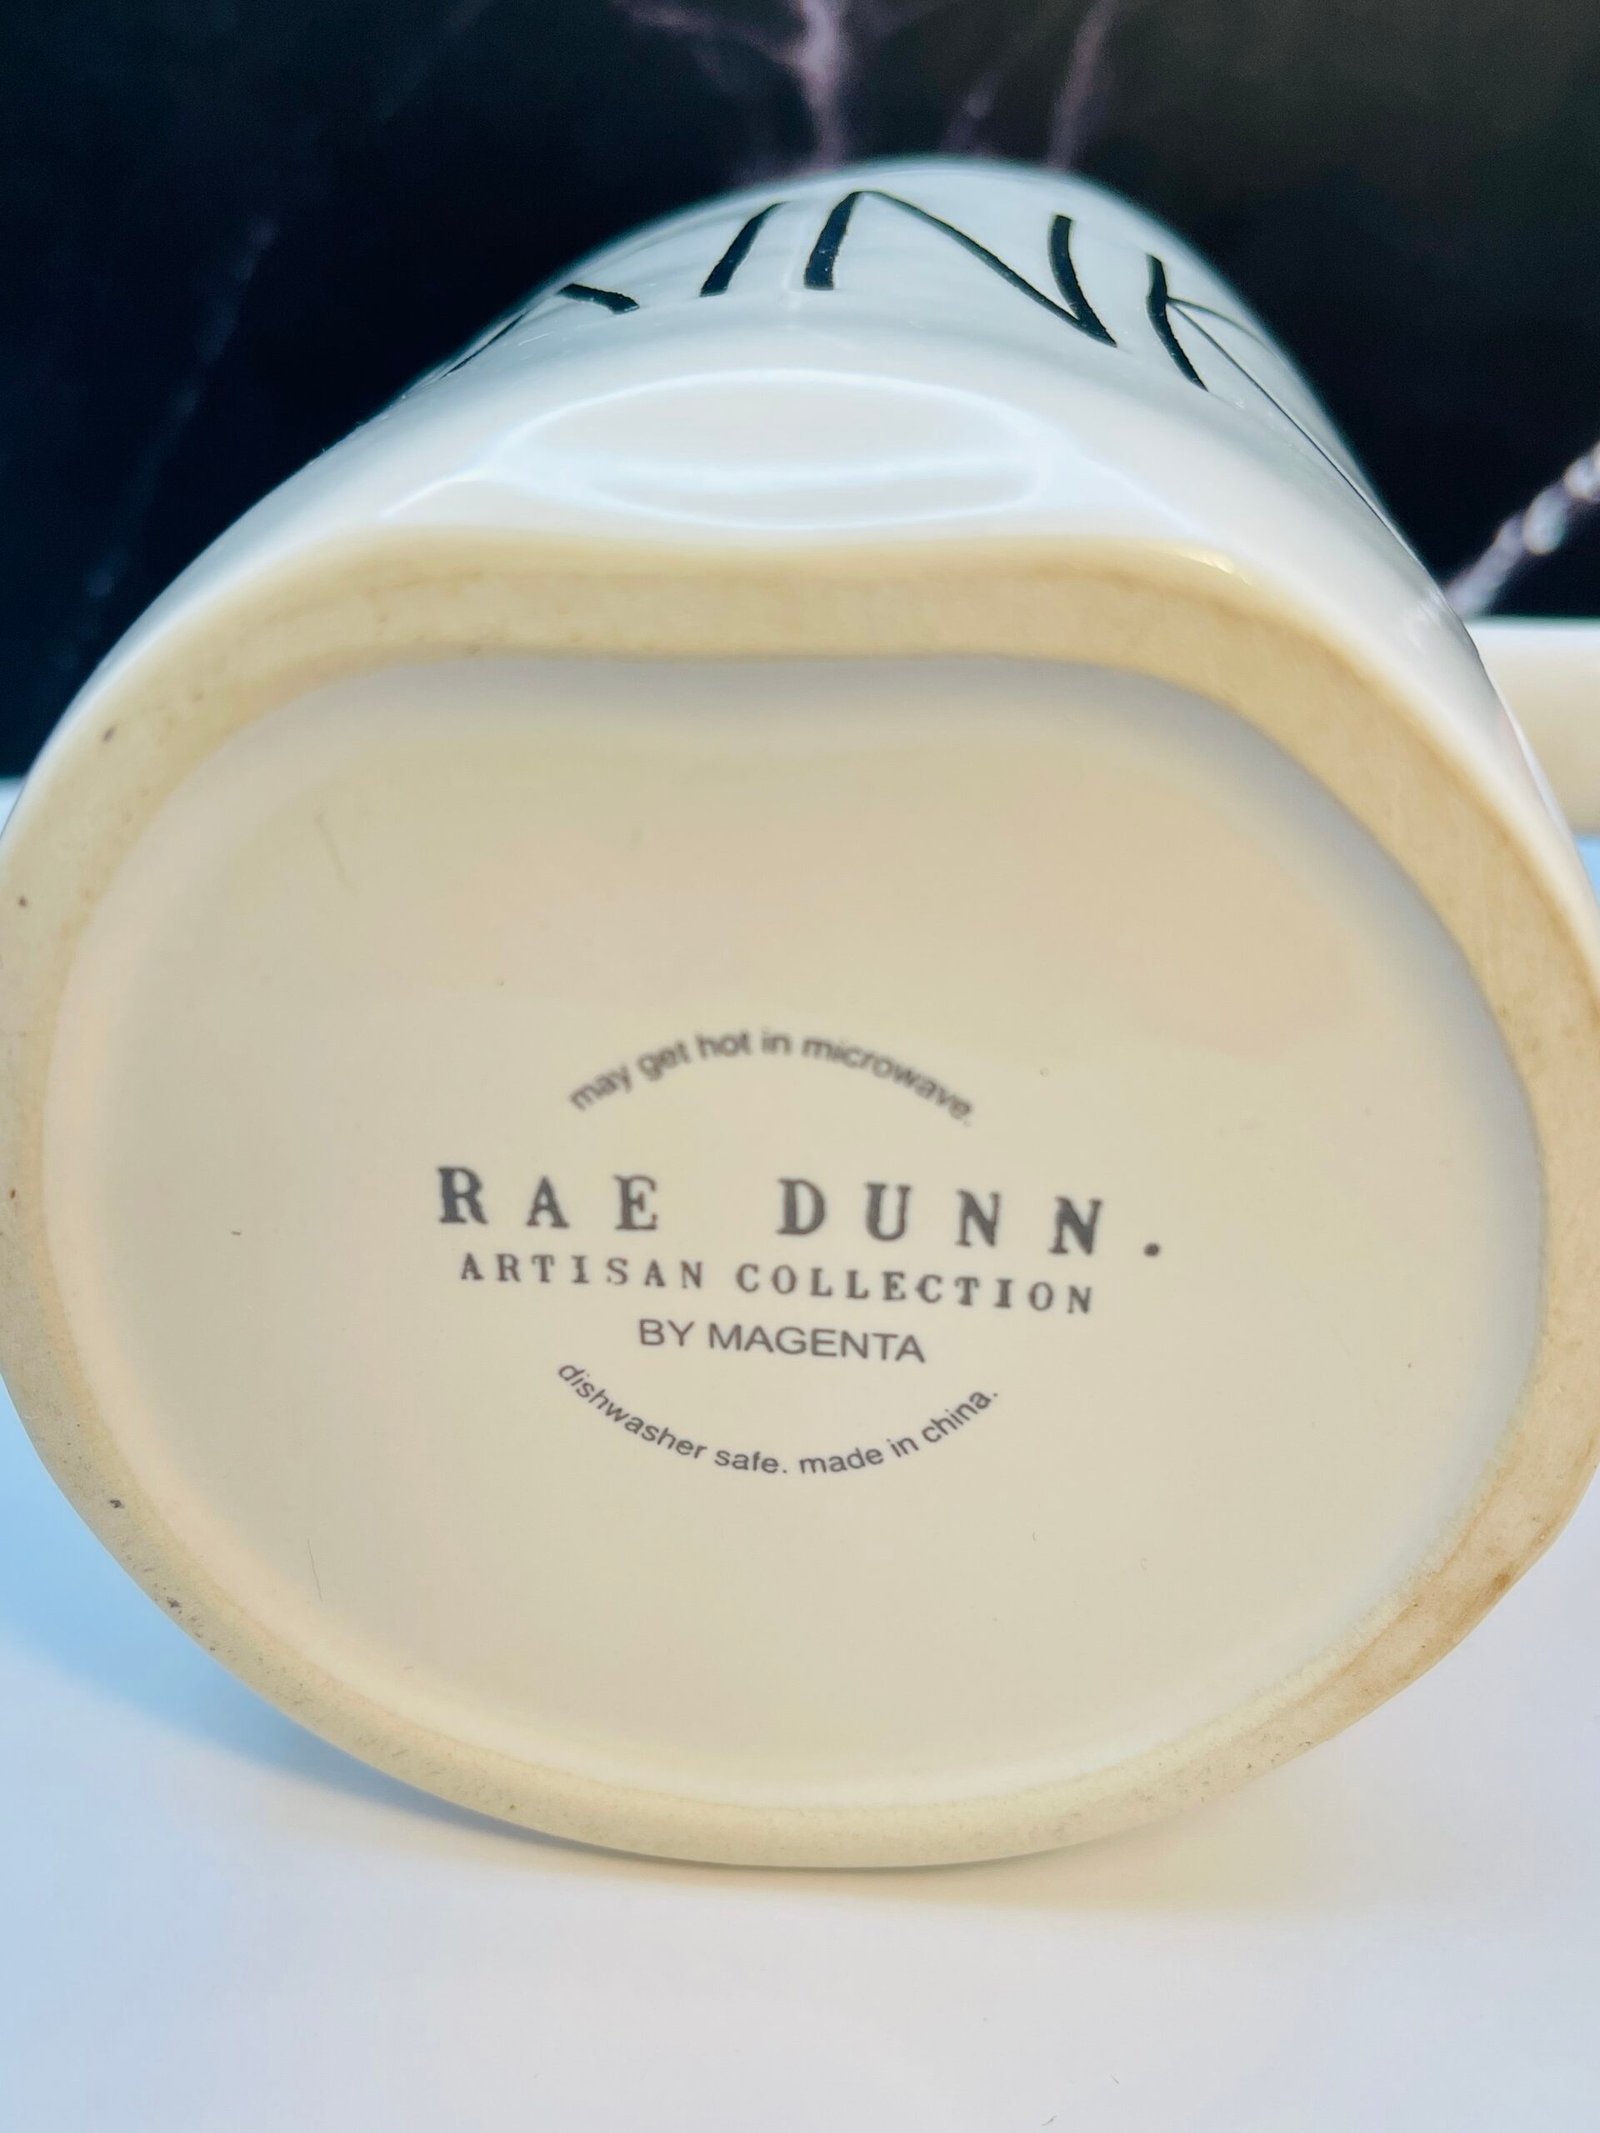 may get hot in microwave.
RAE DUNN.
ARTISAN COLLECTION
BY MAGENTA
dishwasher safe. made in china.